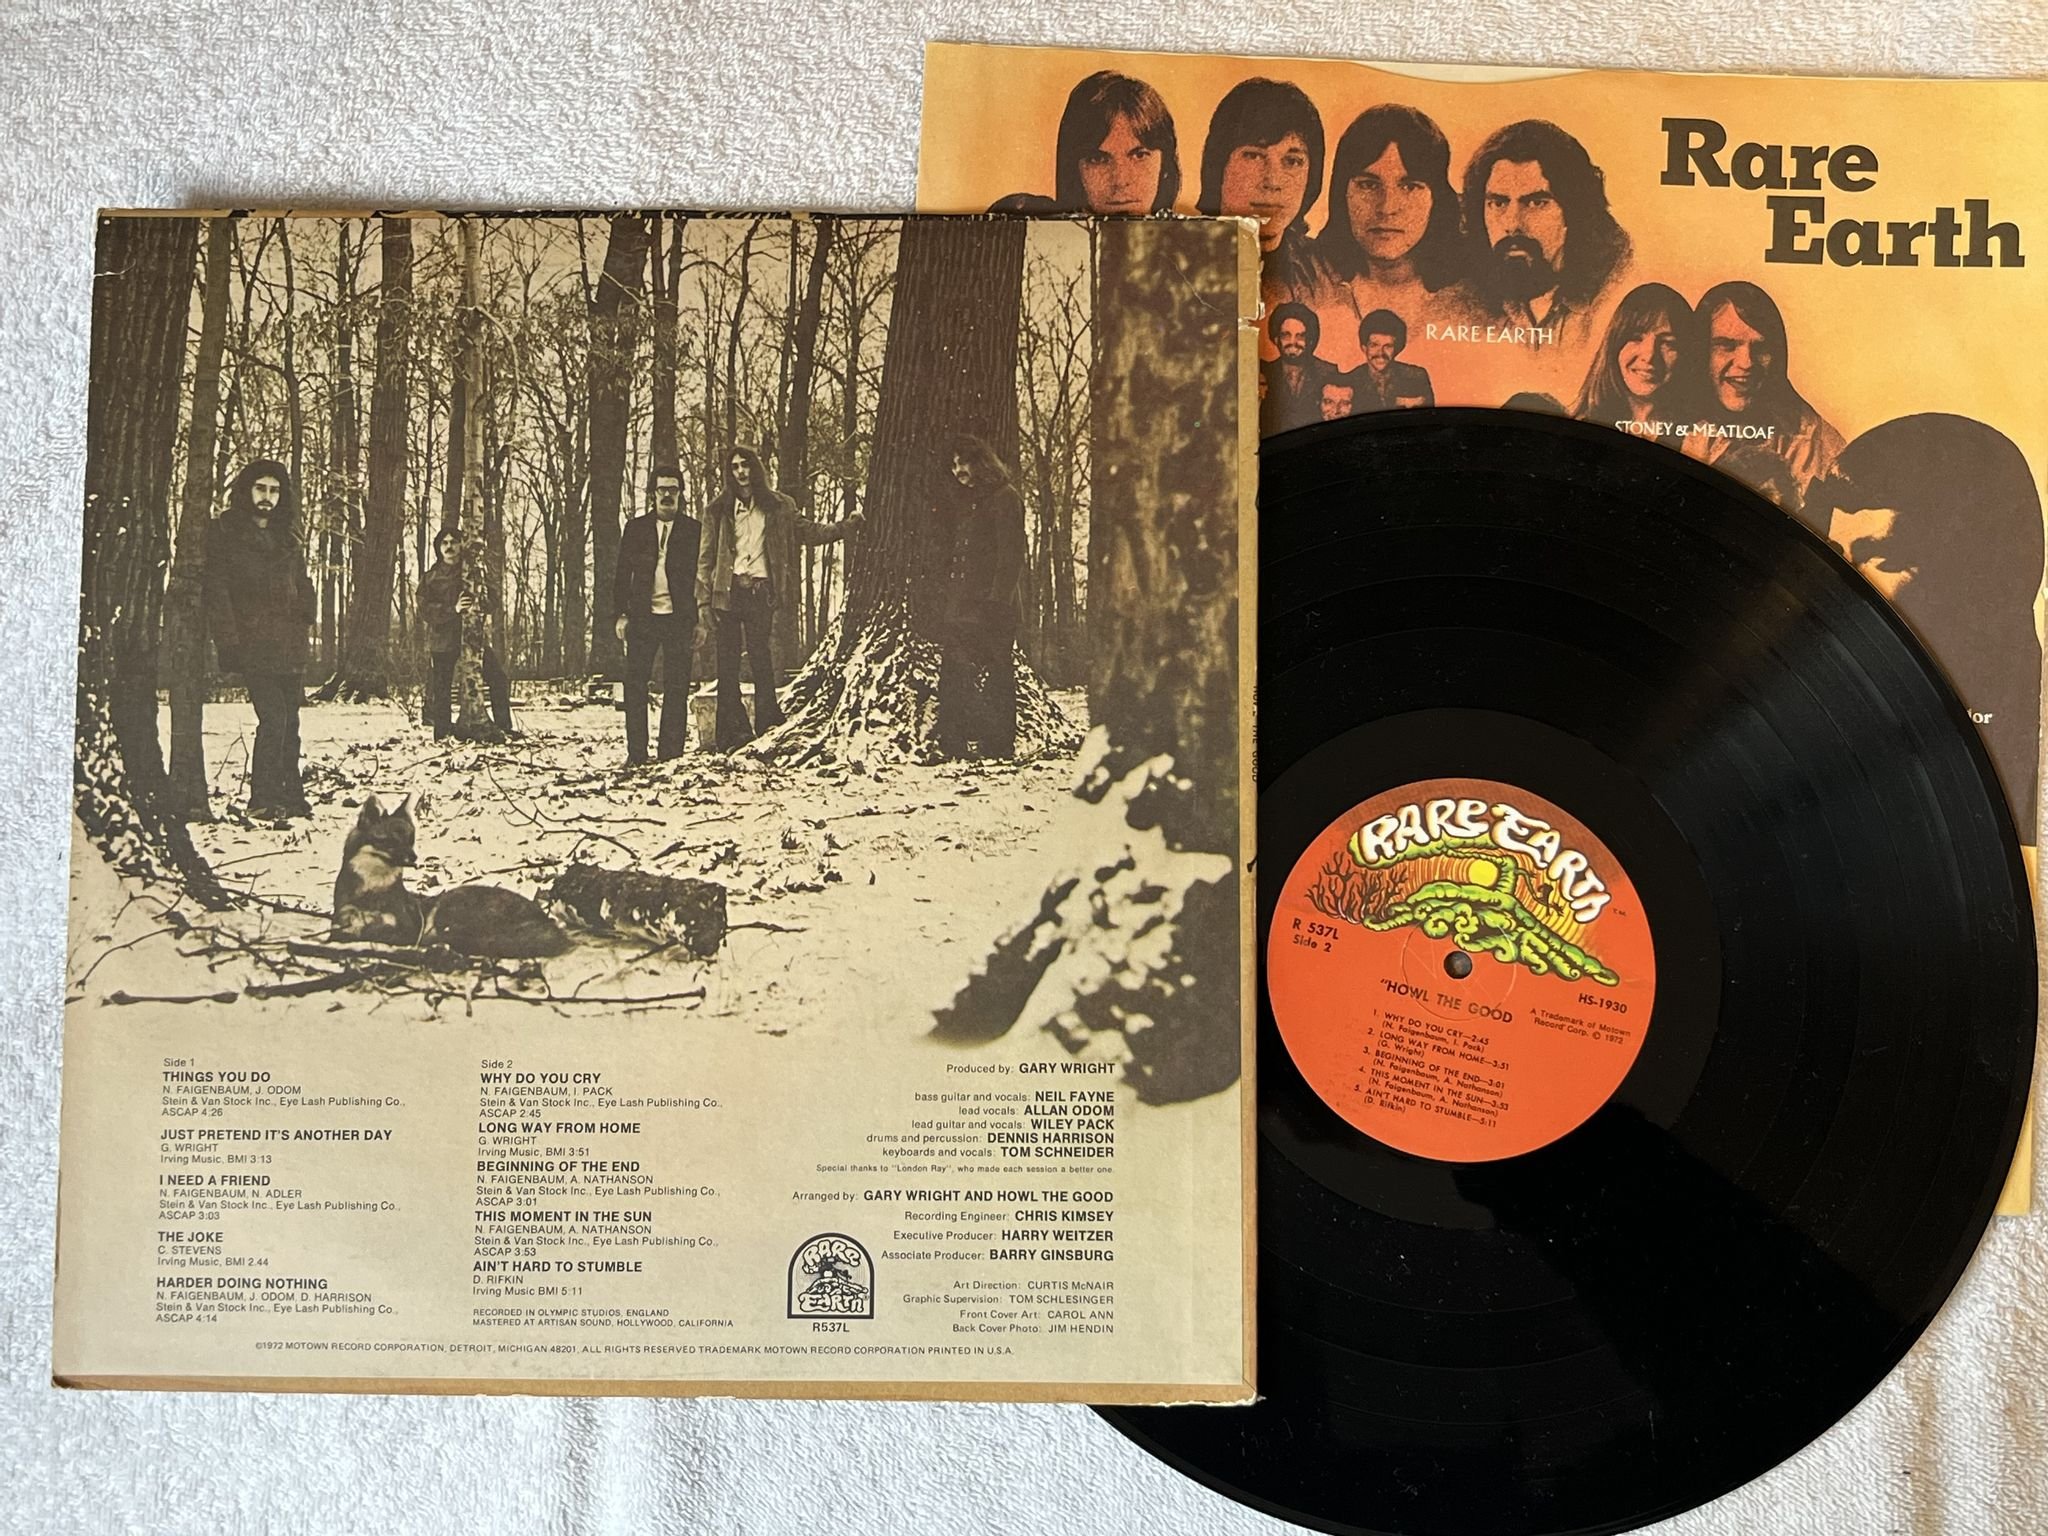 Rare
Earth
RARE EARTH
STONEY & MEATLOAF
HOWL THE GOOD
Side 1
THINGS YOU DO
N. FAIGENBAUM, J. ODOM
Stein & Van Stock Inc., Eye Lash Publishing Co.,
ASCAP 4:26
JUST PRETEND IT'S ANOTHER DAY
G. WRIGHT
Irving Music, BMI 3:13
I NEED A FRIEND
N. FAIGENBAUM, N. ADLER
Stein & Van Stock Inc., Eye Lash Publishing Co.,
ASCAP 3:03
THE JOKE
C. STEVENS
Irving Music, BMI 2.44
HARDER DOING NOTHING
N. FAIGENBAUM, J. ODOM, D. HARRISON
Stein & Van Stock Inc., Eye Lash Publishing Co.,
ASCAP 4:14
Side 2
WHY DO YOU CRY
N. FAIGENBAUM, I. PACK
Stein & Van Stock Inc., Eye Lash Publishing Co.,
ASCAP 2:45
LONG WAY FROM HOME
G. WRIGHT
Irving Music, BMI 3:51
BEGINNING OF THE END
N. FAIGENBAUM, A. NATHANSON
Stein & Van Stock Inc., Eye Lash Publishing Co.,
ASCAP 3:01
THIS MOMENT IN THE SUN
N. FAIGENBAUM, A. NATHANSON
Stein & Van Stock Inc., Eye Lash Publishing Co.,
ASCAP 3:53
AIN'T HARD TO STUMBLE
D. RIFKIN
Irving Music BMI 5:11
RECORDED IN OLYMPIC STUDIOS, ENGLAND
MASTERED AT ARTISAN SOUND, HOLLYWOOD, CALIFORNIA
Produced by: GARY WRIGHT
bass guitar and vocals: NEIL FAYNE
lead vocals: ALLAN ODOM
lead guitar and vocals: WILEY PACK
drums and percussion: DENNIS HARRISON
keyboards and vocals: TOM SCHNEIDER
Special thanks to "London Ray", who made each session a better one.
Arranged by: GARY WRIGHT AND HOWL THE GOOD
Recording Engineer: CHRIS KIMSEY
Executive Producer: HARRY WEITZER
Associate Producer: BARRY GINSBURG
Art Direction: CURTIS McNAIR
Graphic Supervision: TOM SCHLESINGER
Front Cover Art: CAROL ANN
Back Cover Photo: JIM HENDIN
RARE
EARTH
R537L
©1972 MOTOWN RECORD CORPORATION, DETROIT, MICHIGAN 48201, ALL RIGHTS RESERVED TRADEMARK MOTOWN RECORD CORPORATION PRINTED IN U.S.A.
RARE EARTH
T.M.
R 537L
Side 2
HS-1930
A Trademark of Motown
Record Corp. © 1972
"HOWL THE GOOD
1. WHY DO YOU CRY—2:45
(N. Faigenbaum, I. Pack)
2. LONG WAY FROM HOME—3:51
(G. Wright)
3. BEGINNING OF THE END—3:01
(N. Faigenbaum, A. Nathanson)
4. THIS MOMENT IN THE SUN—3:53
(N. Faigenbaum, A. Nathanson)
5. AIN'T HARD TO STUMBLE—5:11
(D. Rifkin)